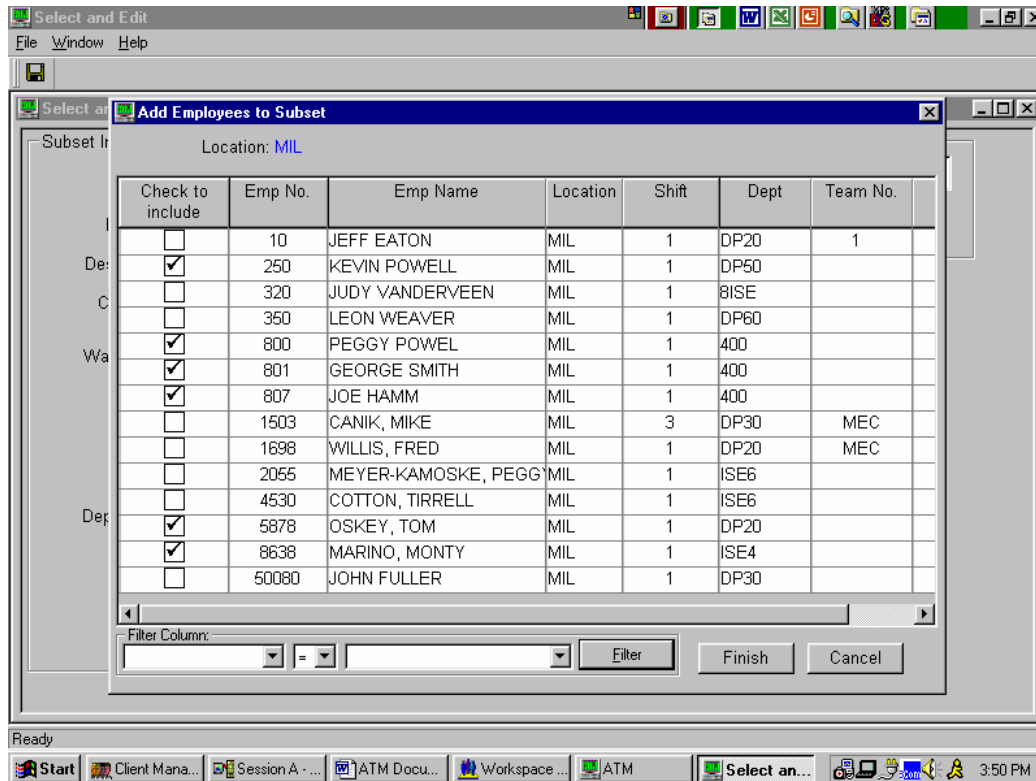 Select and Edit
File Window Help
Select an
Add Employees to Subset
Subset In
Location: MIL
Check to include Emp No. Emp Name Location Shift Dept Team No.
10 JEFF EATON MIL 1 DP20 1
250 KEVIN POWELL MIL 1 DP50
320 JUDY VANDERVEEN MIL 1 8ISE
350 LEON WEAVER MIL 1 DP60
800 PEGGY POWEL MIL 1 400
801 GEORGE SMITH MIL 1 400
807 JOE HAMM MIL 1 400
1503 CANIK, MIKE MIL 3 DP30 MEC
1698 WILLIS, FRED MIL 1 DP20 MEC
2055 MEYER-KAMOSKE, PEGGY MIL 1 ISE6
4530 COTTON, TIRRELL MIL 1 ISE6
5878 OSKEY, TOM MIL 1 DP20
8638 MARINO, MONTY MIL 1 ISE4
50080 JOHN FULLER MIL 1 DP30
Des
C
Wa
Dep
Filter Column:
= Filter Finish Cancel
Ready
Start Client Mana... Session A - ... ATM Docu... Workspace ... ATM Select an... 3:50 PM